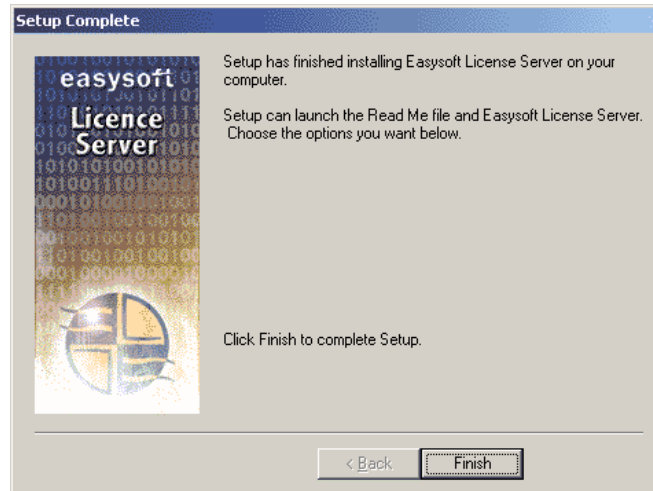 Setup Complete
easysoft
Licence
Server
Setup has finished installing Easysoft License Server on your
computer.
Setup can launch the Read Me file and Easysoft License Server.
Choose the options you want below.
Click Finish to complete Setup.
< Back
Finish